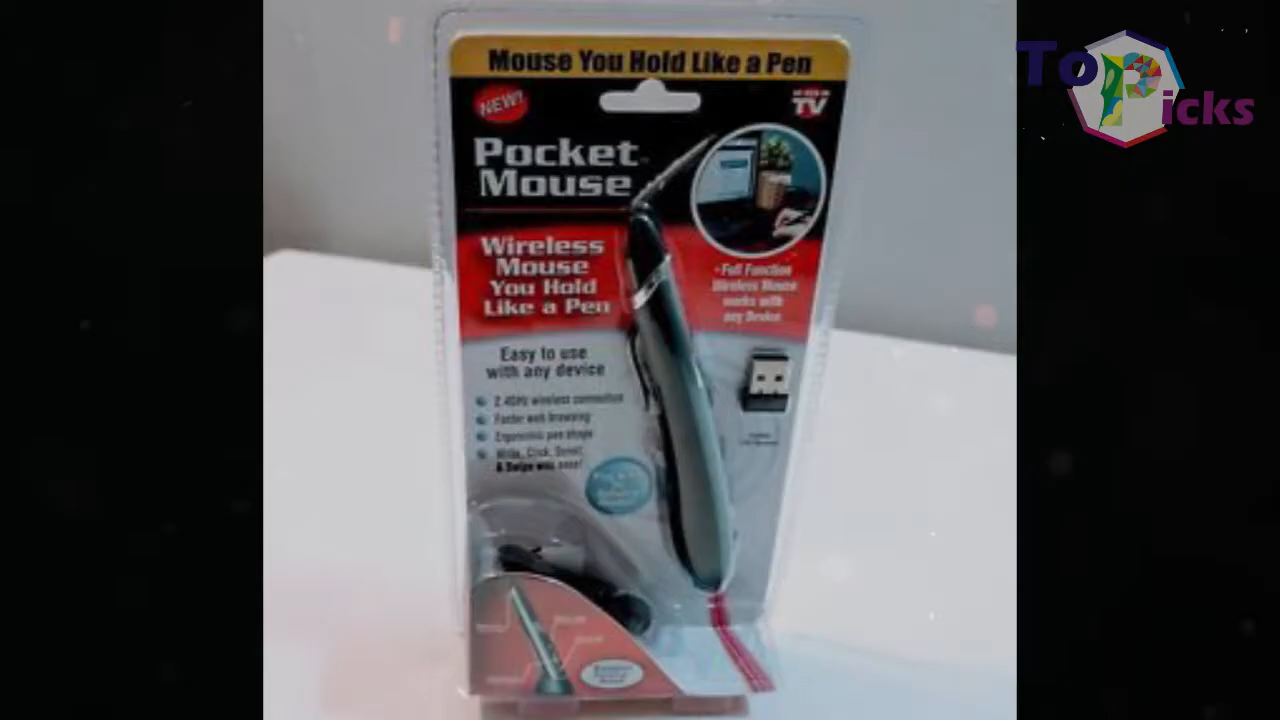 Mouse You Hold Like a Pen
NEW!
AS SEEN ON
TV
Pocket
Mouse
Wireless
Mouse
You Hold
Like a Pen
•Full Function
Wireless Mouse
works with
any Device
Easy to use
with any device
2.4GHz wireless connection
Faster web browsing
Ergonomic pen shape
Write, Click, Scroll,
& Swipe with ease!
ToPicks